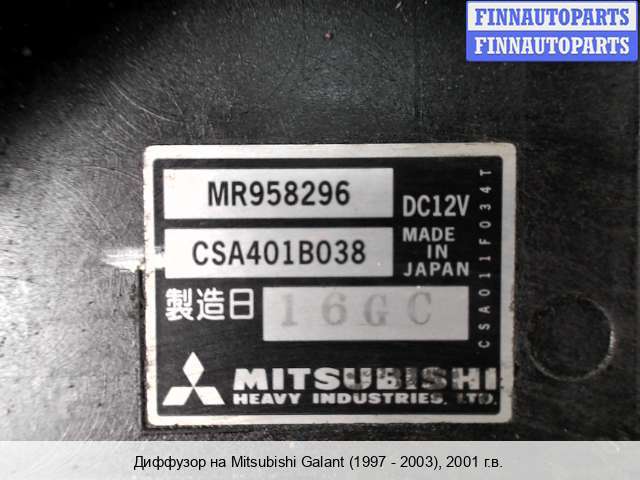 FINNAUTOPARTS
FINNAUTOPARTS
MR958296
DC12V
CSA401B038
MADE
IN
JAPAN
CSA011F034T
製造日 16GC
MITSUBISHI
HEAVY INDUSTRIES, LTD.
Диффузор на Mitsubishi Galant (1997 - 2003), 2001 г.в.